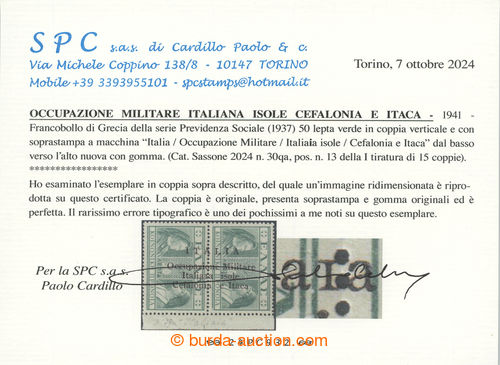 SPC s.a.s. di Cardillo Paolo & c.
Via Michele Coppino 138/8 - 10147 TORINO
Mobile +39 3393955101 - spcstamps@hotmail.it
Torino, 7 ottobre 2024
OCCUPAZIONE MILITARE ITALIANA ISOLE CEFALONIA E ITACA - 1941 -
Francobollo di Grecia della serie Previdenza Sociale (1937) 50 lepta verde in coppia verticale e con
soprastampa a macchina "Italia / Occupazione Militare / Italiaìa isole / Cefalonia e Itaca" dal basso
verso l'alto nuova con gomma. (Cat. Sassone 2024 n. 30qa, pos. n. 13 della I tiratura di 15 coppie).
*****************
Ho esaminato l'esemplare in coppia sopra descritto, del quale un'immagine ridimensionata è ripro-
dotta su questo certificato. La coppia è originale, presenta soprastampa e gomma originali ed è
perfetta. Il rarissimo errore tipografico è uno dei pochissimi a me noti su questo esemplare.
Per la SPC s.a.s.
Paolo Cardillo
ITALIA
Occupazione Militare
isole
Cefalonia e Itaca
© burda-auction.com